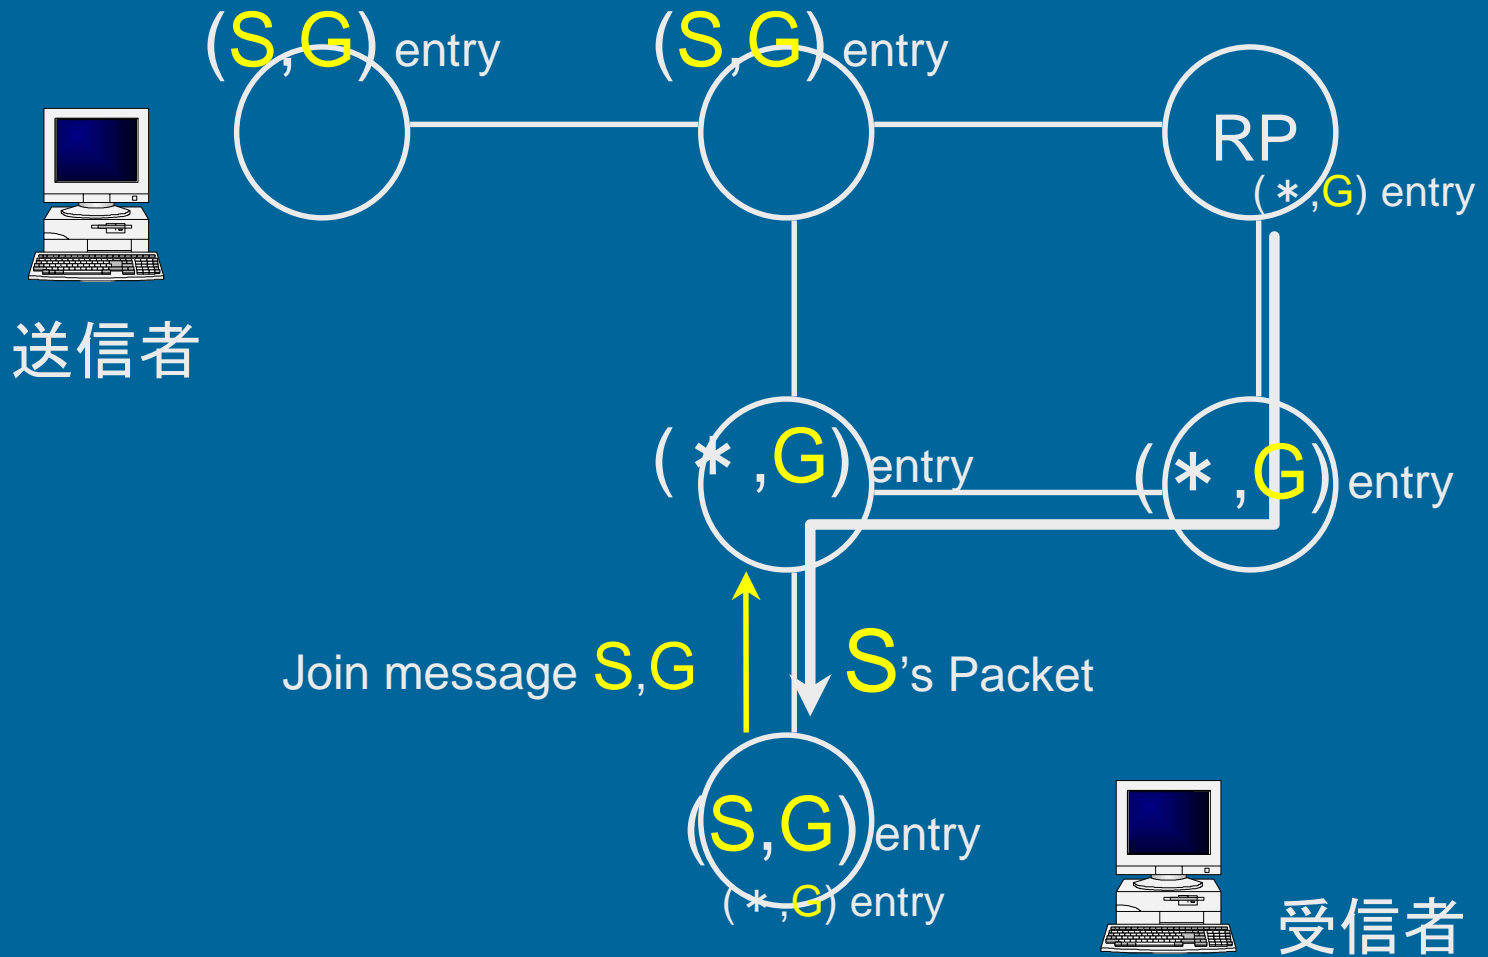 (S,G) entry
(S,G) entry
RP
(*,G) entry
送信者
(*,G) entry
(*,G) entry
Join message S,G
S's Packet
(S,G) entry
(*,G) entry
受信者